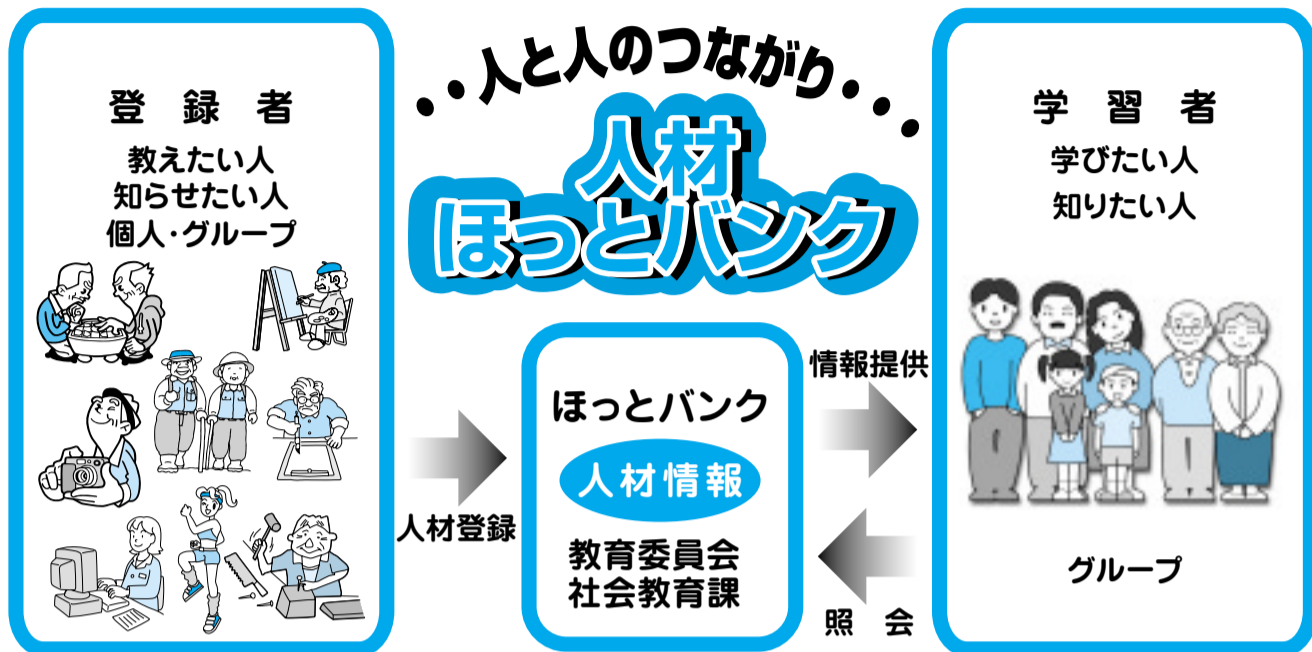 ・・人と人のつながり・・・
人材
ほっとバンク
登録者
教えたい人
知らせたい人
個人・グループ
人材登録
ほっとバンク
人材情報
教育委員会
社会教育課
情報提供
照会
学習者
学びたい人
知りたい人
グループ